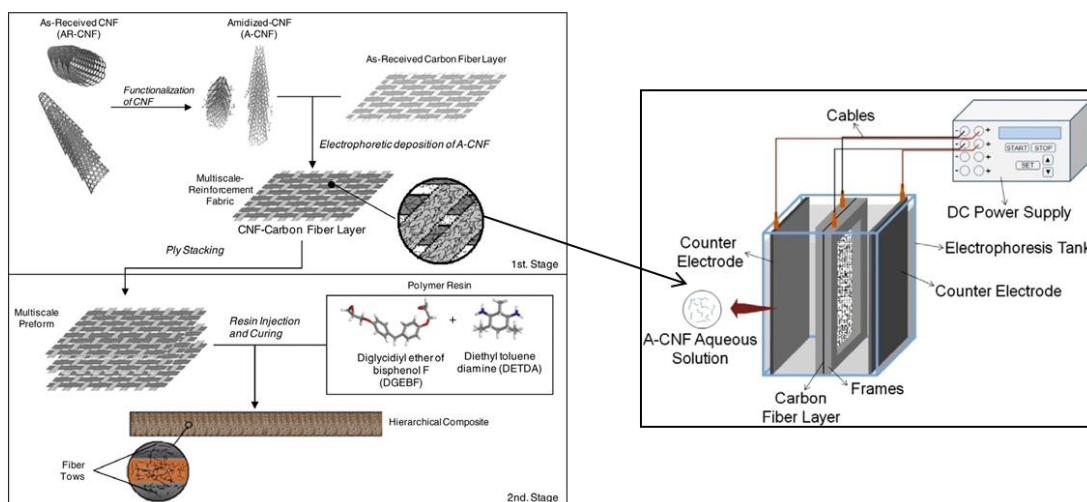 As-Received CNF
(AR-CNF)
Amidized-CNF
(A-CNF)
As-Received Carbon Fiber Layer
Functionalization
of CNF
Electrophoretic deposition of A-CNF
Multiscale-
Reinforcement
Fabric
CNF-Carbon Fiber Layer
Ply Stacking
1st. Stage
Polymer Resin
Multiscale
Preform
Resin Injection
and Curing
+
Diglycidiyl ether of
bisphenol F
(DGEBF)
Diethyl toluene
diamine (DETDA)
Hierarchical Composite
Fiber
Tows
2nd. Stage
Cables
- +
- +
- +
- +
START STOP
SET
DC Power Supply
Counter
Electrode
Electrophoresis Tank
Counter Electrode
A-CNF Aqueous
Solution
Frames
Carbon
Fiber Layer